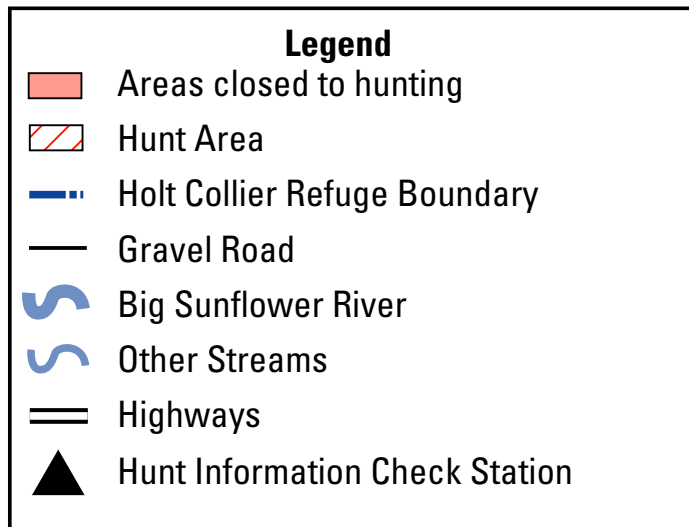 Legend
Areas closed to hunting
Hunt Area
Holt Collier Refuge Boundary
Gravel Road
Big Sunflower River
Other Streams
Highways
Hunt Information Check Station